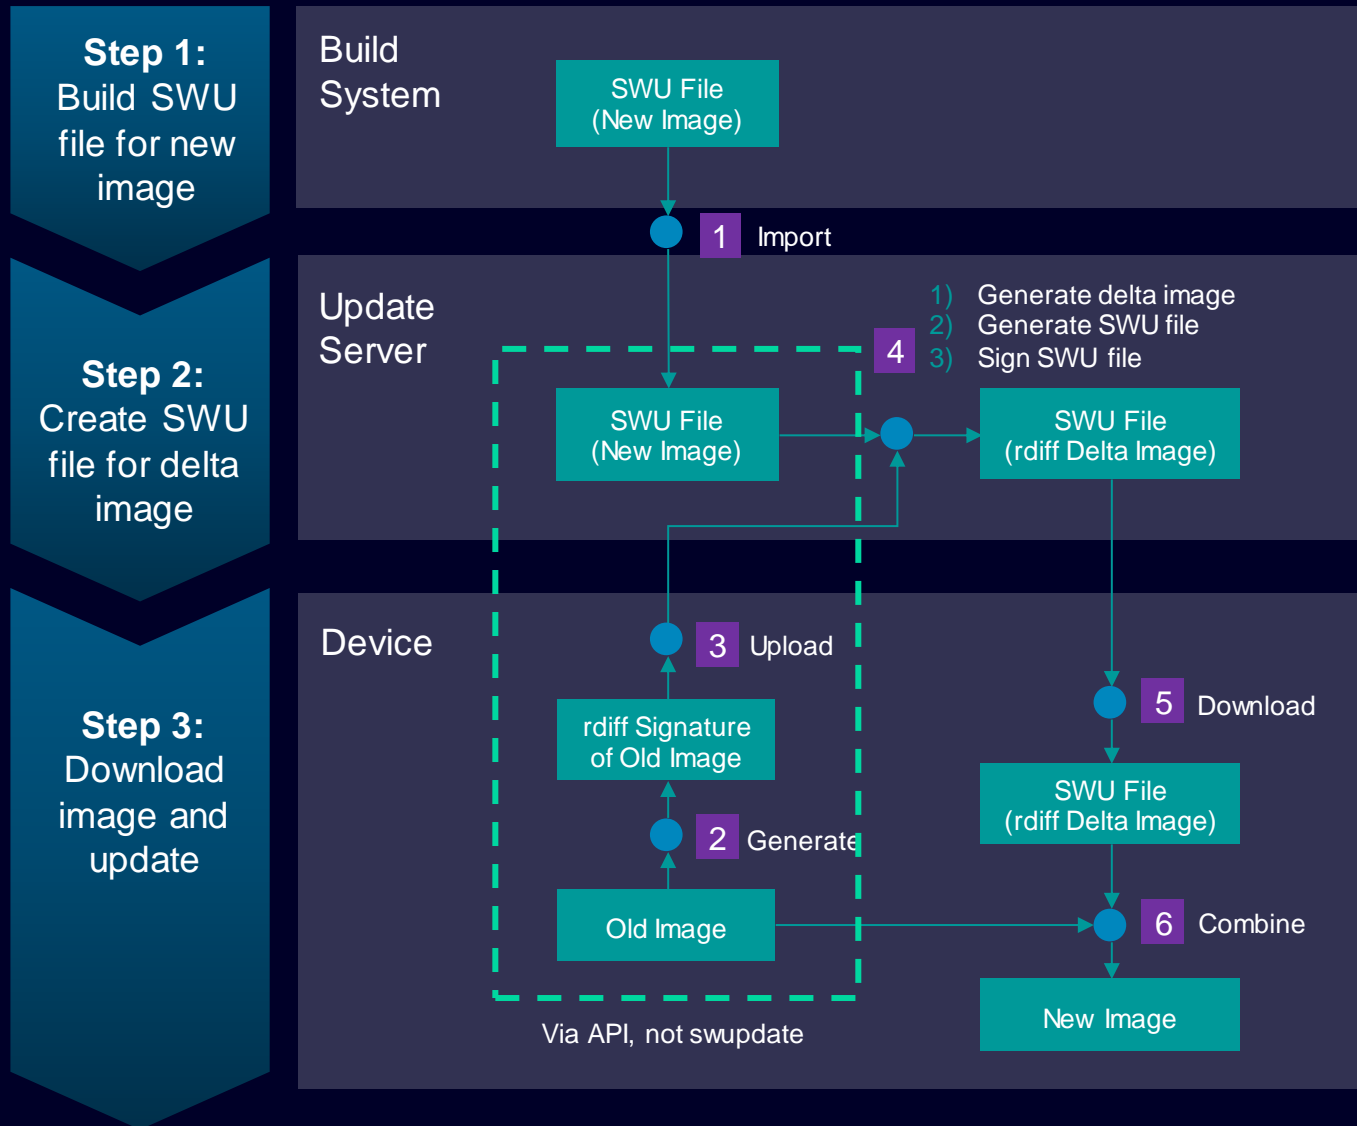 Step 1:
Build SWU
file for new
image
Build
System
SWU File
(New Image)
1 Import
Step 2:
Create SWU
file for delta
image
Update
Server
4
1) Generate delta image
2) Generate SWU file
3) Sign SWU file
SWU File
(New Image)
SWU File
(rdiff Delta Image)
Step 3:
Download
image and
update
Device
3 Upload
rdiff Signature
of Old Image
2 Generate
Old Image
5 Download
SWU File
(rdiff Delta Image)
6 Combine
New Image
Via API, not swupdate